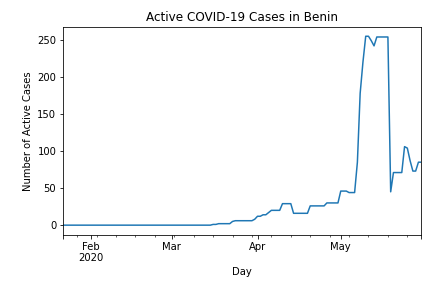 Active COVID-19 Cases in Benin
Number of Active Cases
250
200
150
100
50
0
Feb
2020
Mar
Apr
May
Day